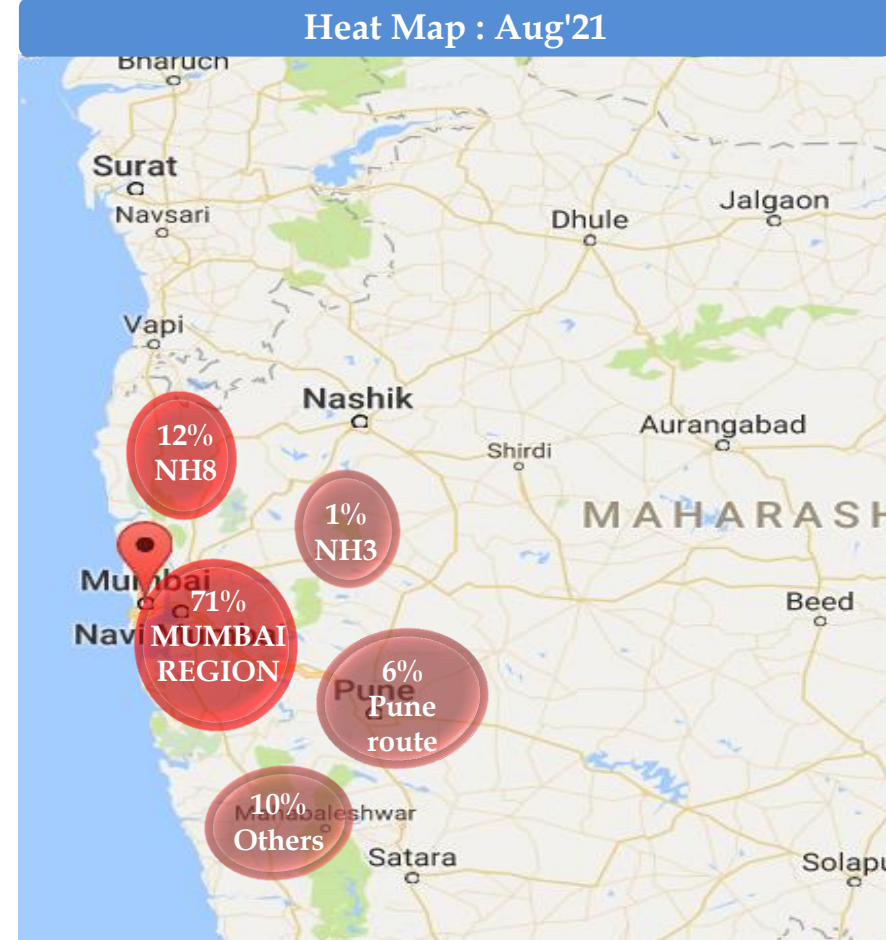 Heat Map : Aug'21
Bharuch
Surat
Navsari
Dhule
Jalgaon
Vapi
Nashik
Aurangabad
12%
NH8
Shirdi
1%
NH3
MAHARASH
Mumbai
71%
Navi MUMBAI
REGION
Beed
6%
Pune
Pune
route
10%
Mahabaleshwar
Others
Satara
Solapu